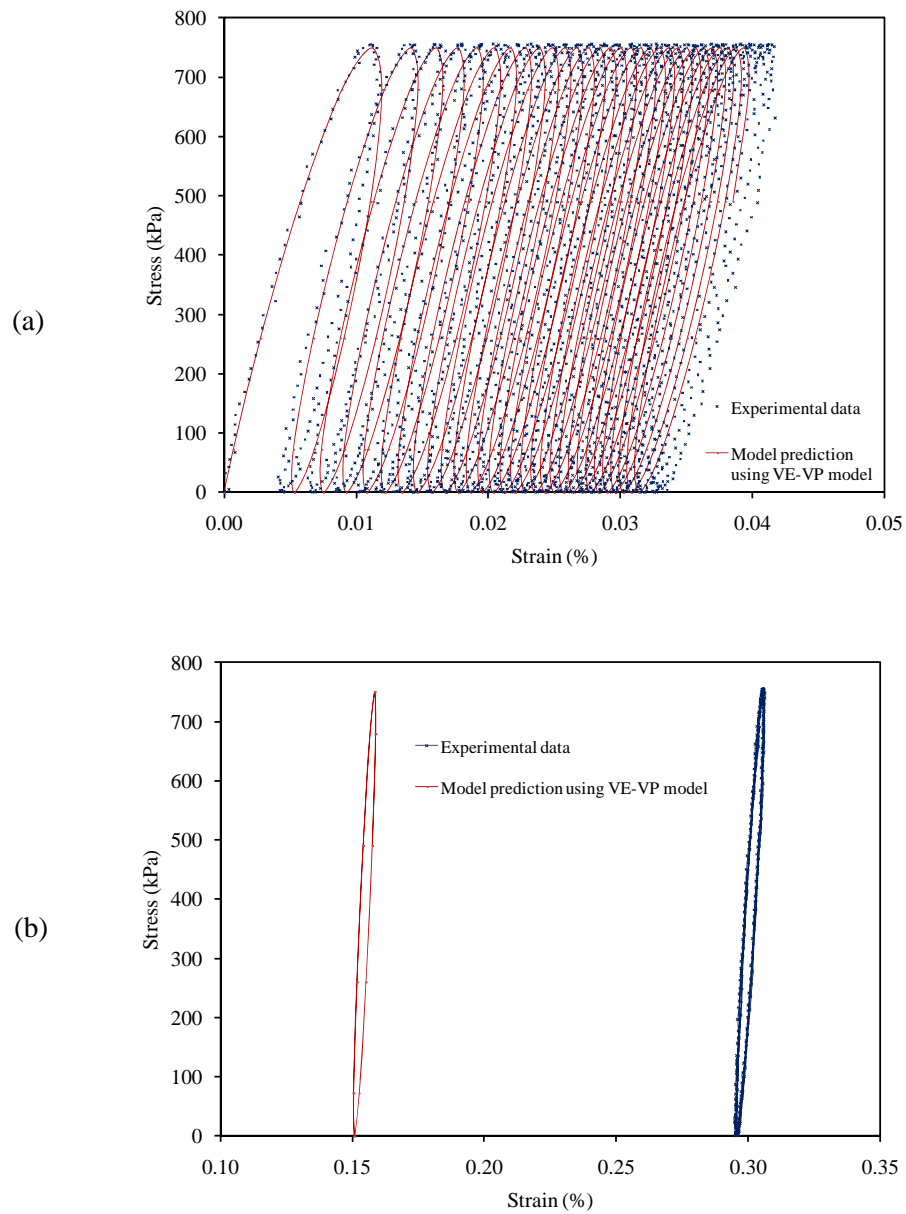 800
700
600
500
400
300
200
100
0
Stress (kPa)
(a)
Experimental data
Model prediction
using VE-VP model
0.00 0.01 0.02 0.03 0.04 0.05
Strain (%)
800
700
600
500
400
300
200
100
0
Stress (kPa)
(b)
Experimental data
Model prediction using VE-VP model
0.10 0.15 0.20 0.25 0.30 0.35
Strain (%)